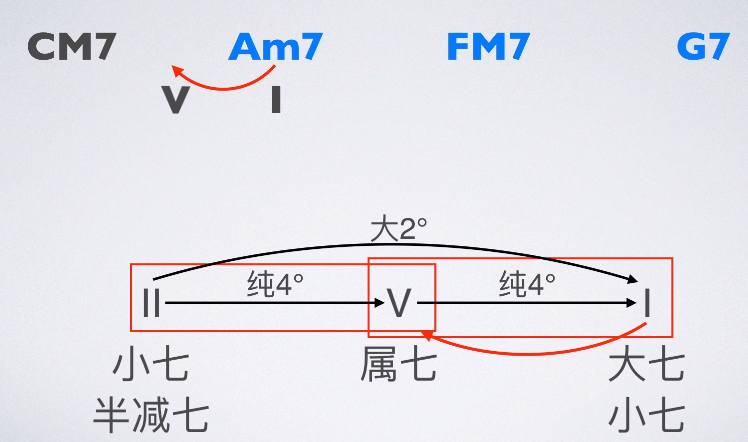 CM7 Am7 FM7 G7
V I
大2°
纯4° 纯4°
II V I
小七 属七 大七
半减七 小七